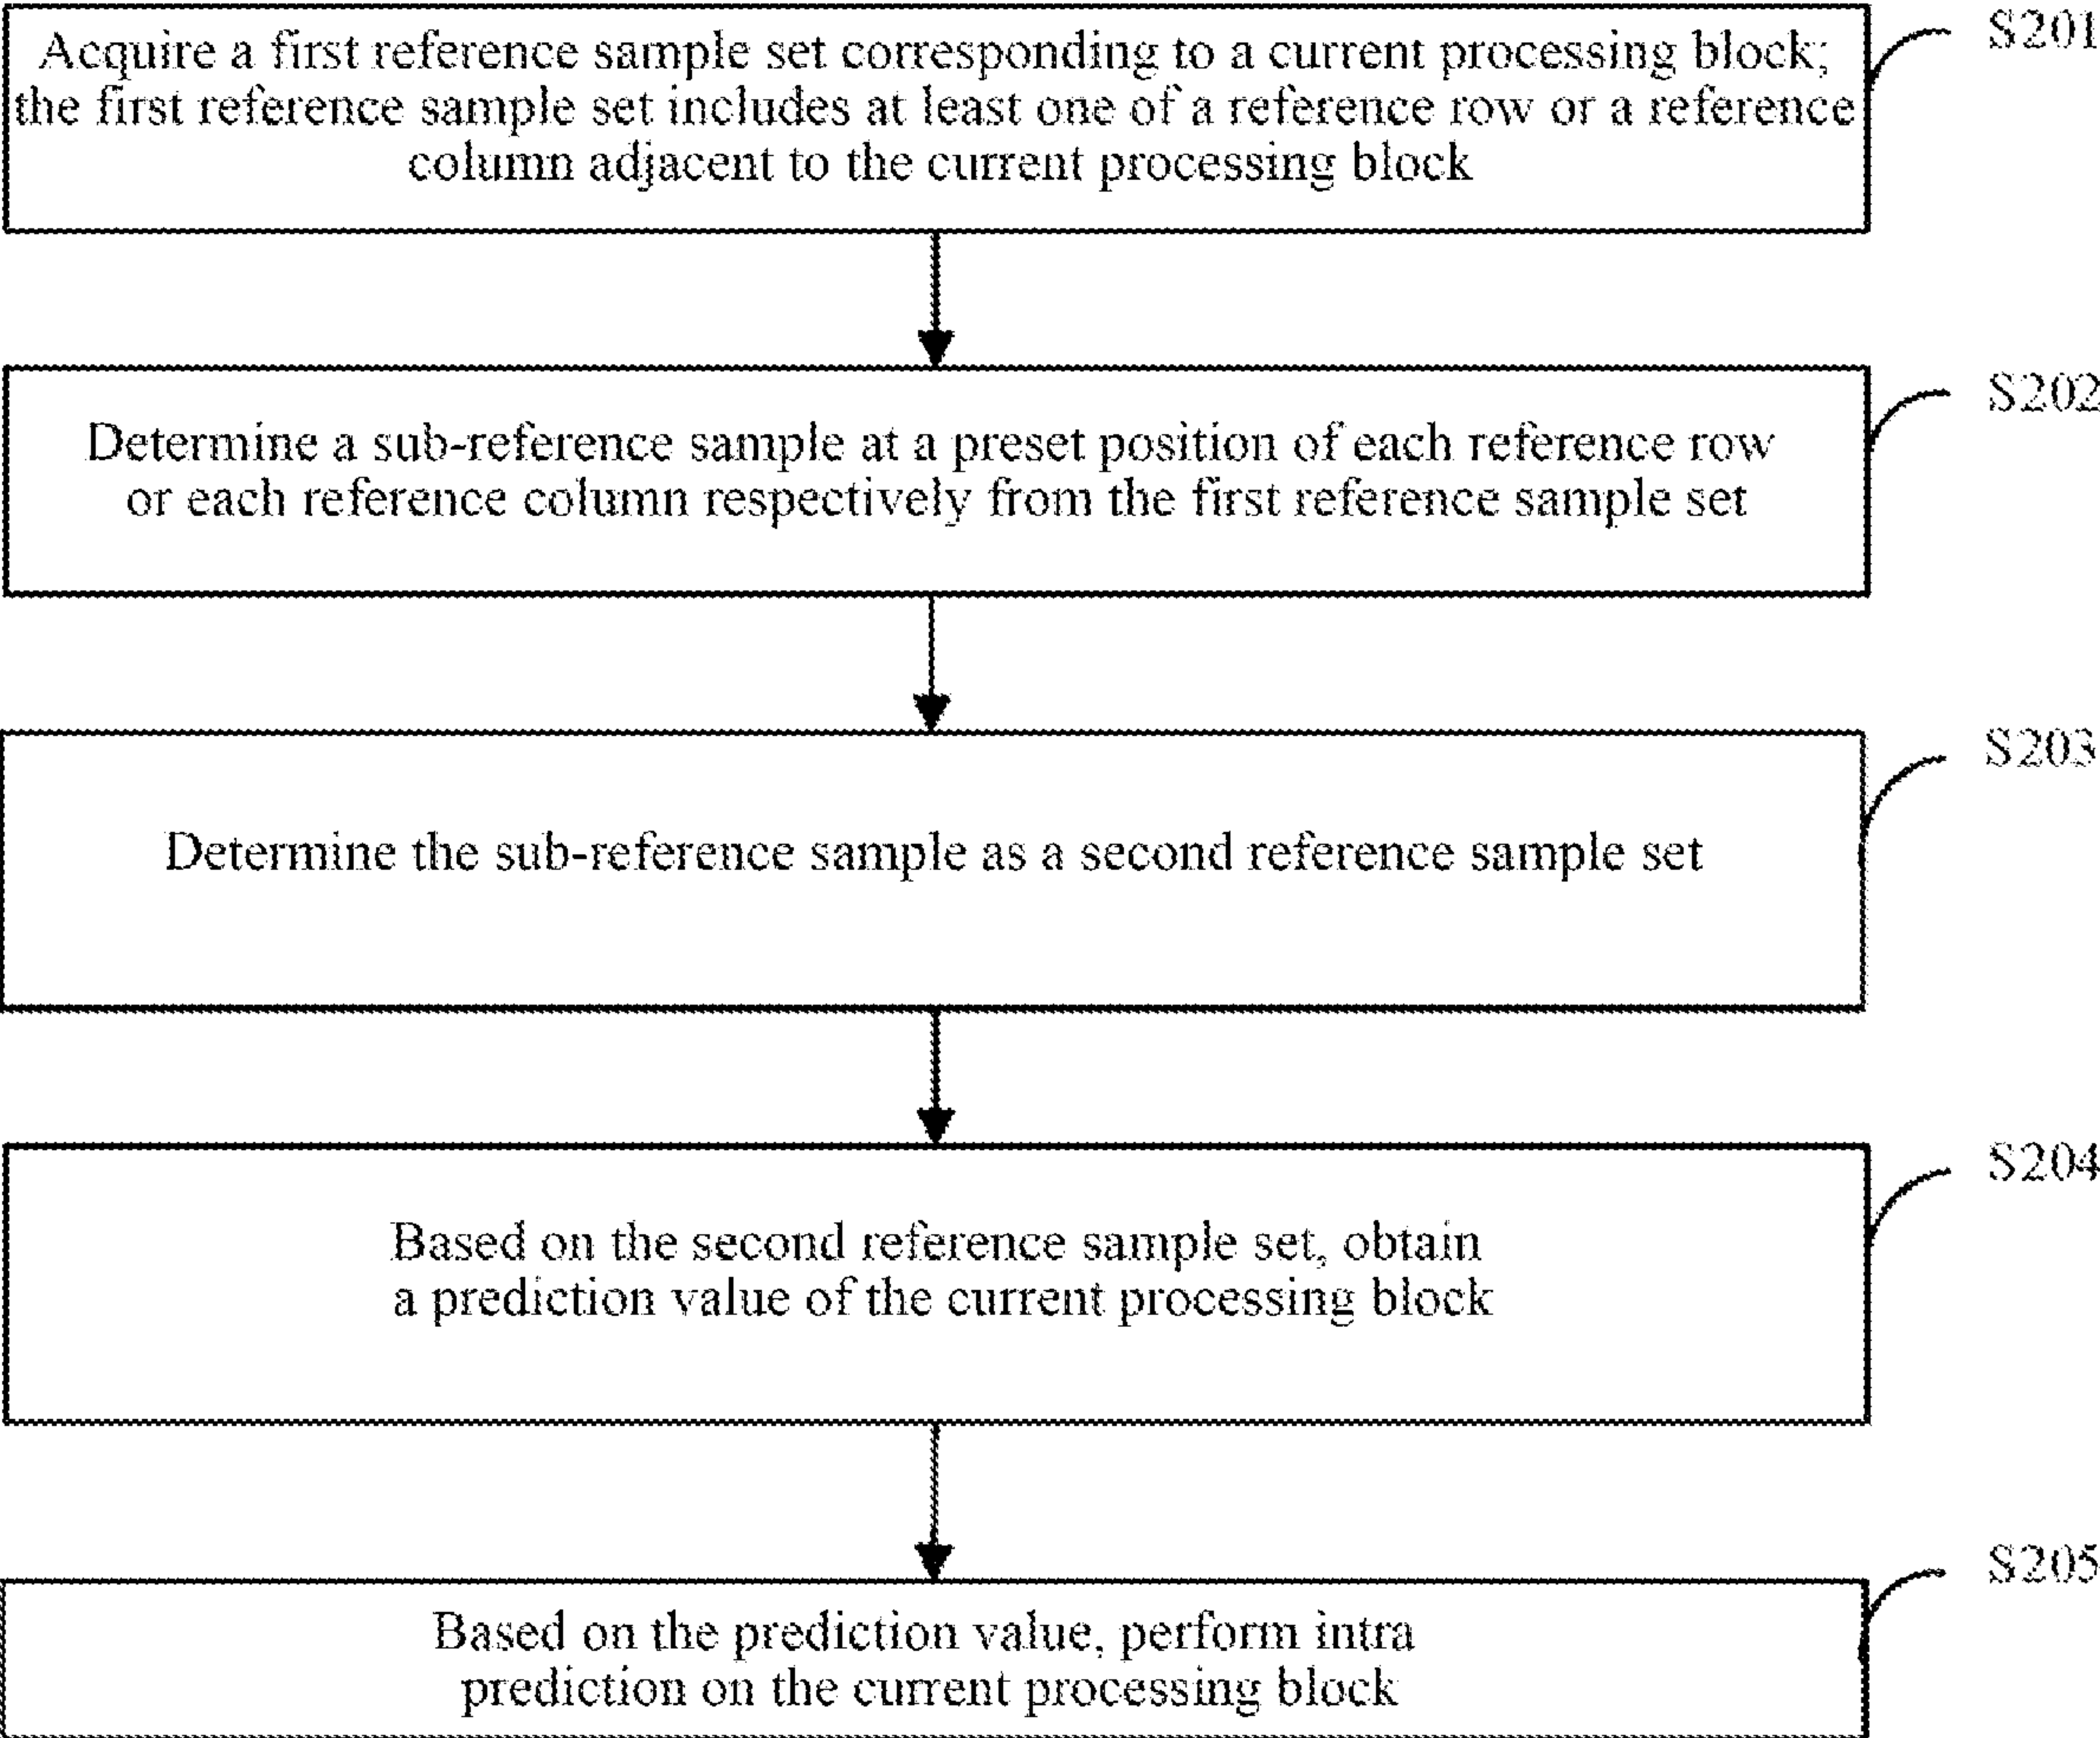 S201
Acquire a first reference sample set corresponding to a current processing block;
the first reference sample set includes at least one of a reference row or a reference
column adjacent to the current processing block
S202
Determine a sub-reference sample at a preset position of each reference row
or each reference column respectively from the first reference sample set
S203
Determine the sub-reference sample as a second reference sample set
S204
Based on the second reference sample set, obtain
a prediction value of the current processing block
S205
Based on the prediction value, perform intra
prediction on the current processing block